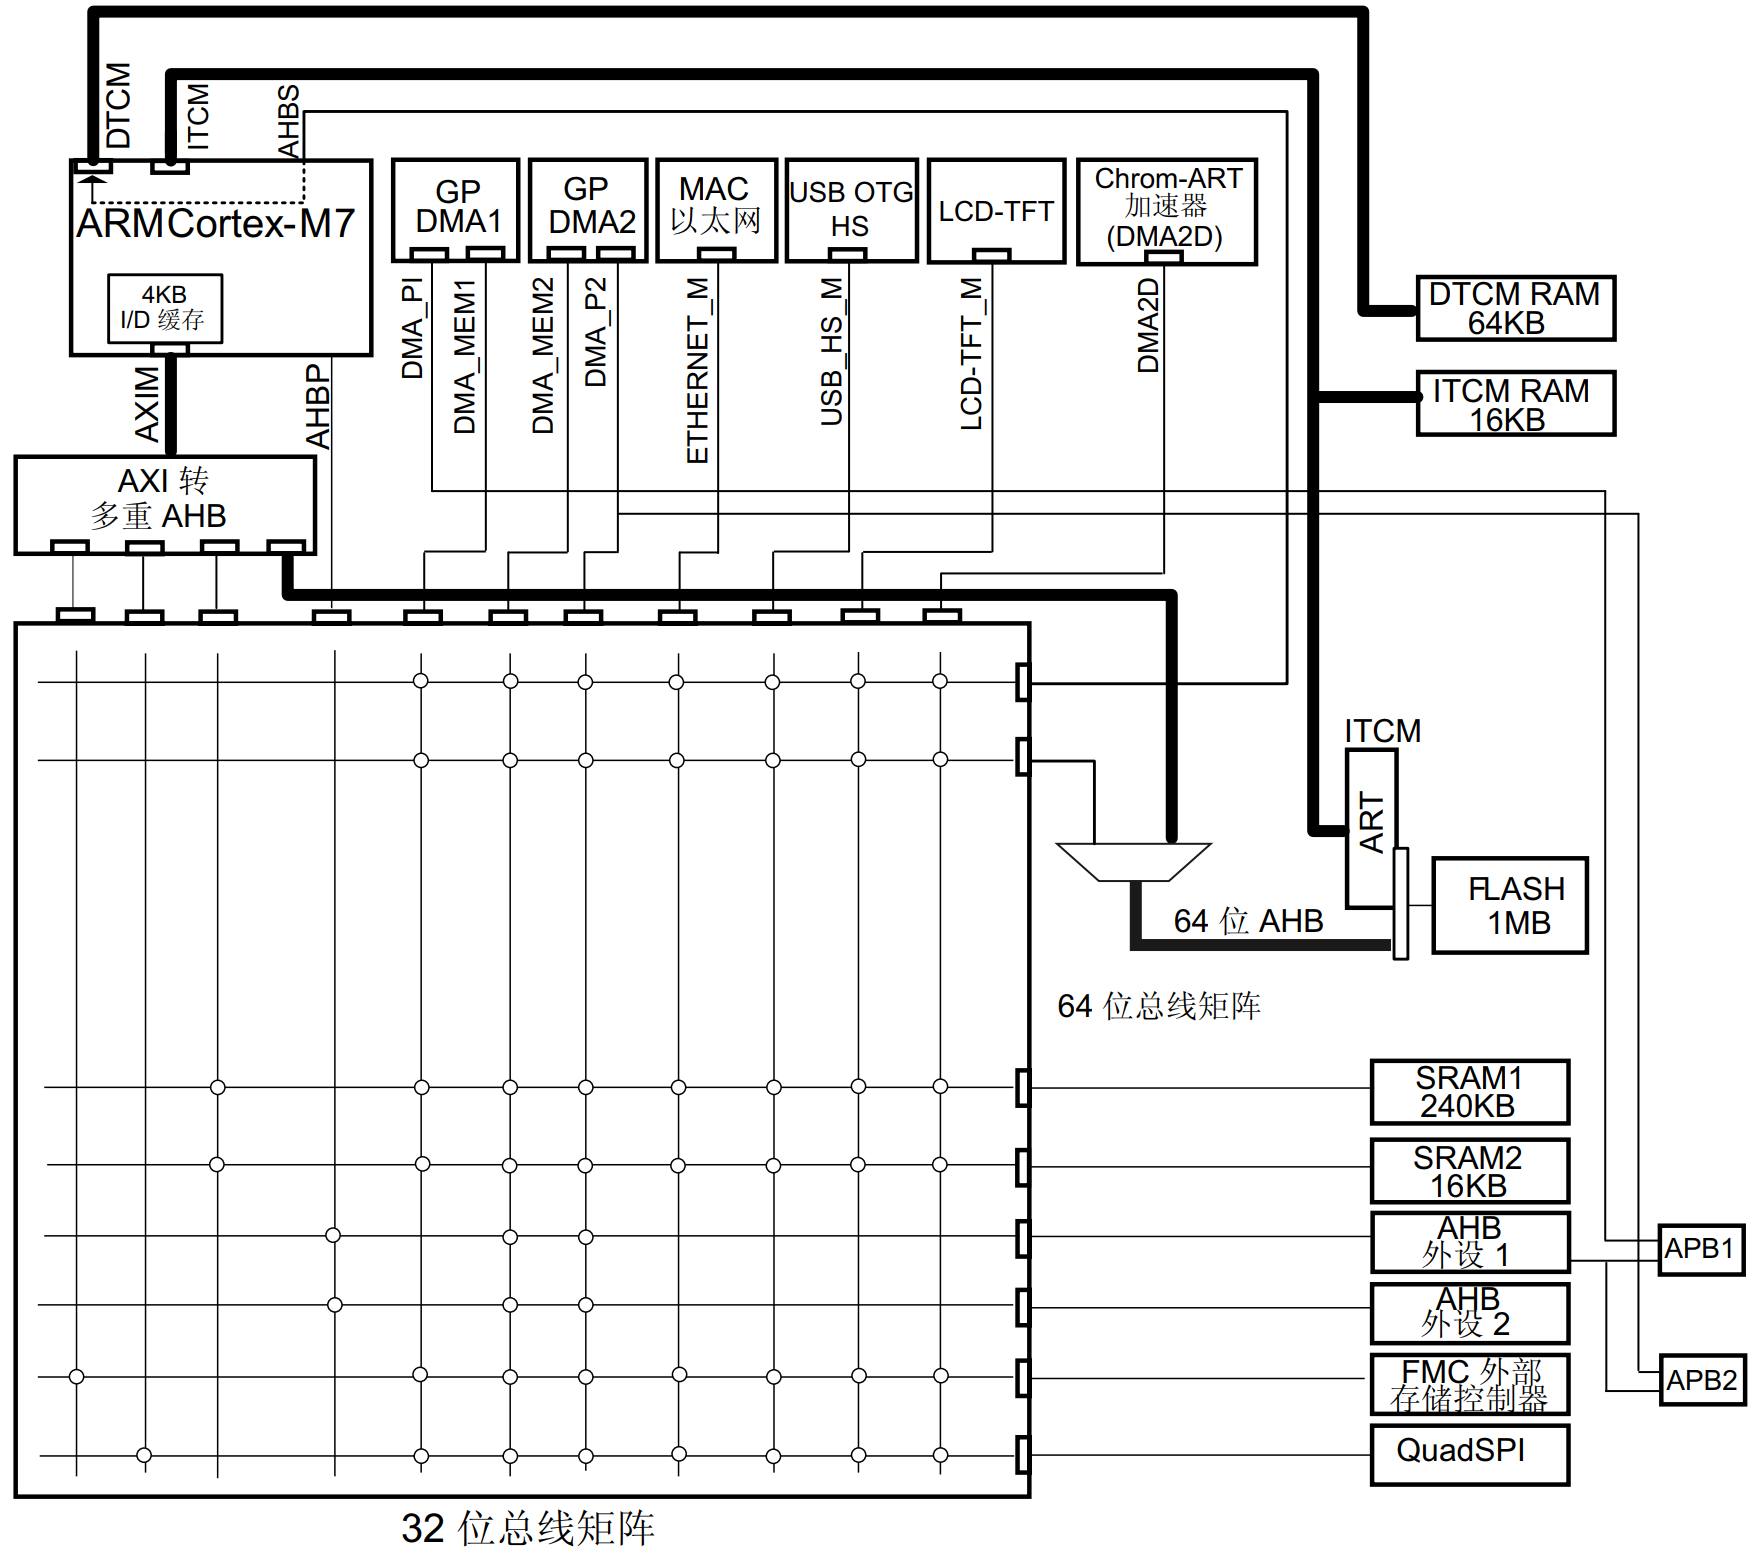 DTCM
ITCM
AHBS
ARMCortex-M7
4KB
I/D 缓存
AXIM
AHBP
GP
DMA1
GP
DMA2
MAC
以太网
USB OTG
HS
LCD-TFT
Chrom-ART
加速器
(DMA2D)
DMA_PI
DMA_MEM1
DMA_MEM2
DMA_P2
ETHERNET_M
USB_HS_M
LCD-TFT_M
DMA2D
DTCM RAM
64KB
ITCM RAM
16KB
AXI 转
多重 AHB
ITCM
ART
FLASH
1MB
64 位 AHB
64 位总线矩阵
SRAM1
240KB
SRAM2
16KB
AHB
外设 1
AHB
外设 2
FMC 外部
存储控制器
QuadSPI
APB1
APB2
32 位总线矩阵